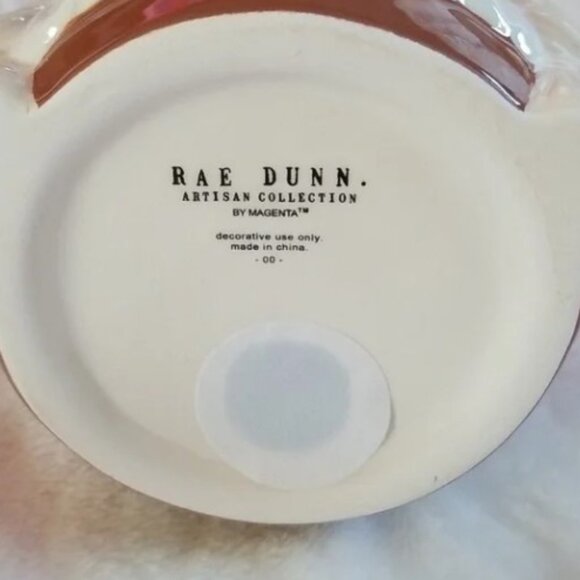 RAE DUNN.
ARTISAN COLLECTION
BY MAGENTA™
decorative use only.
made in china.
- 00 -